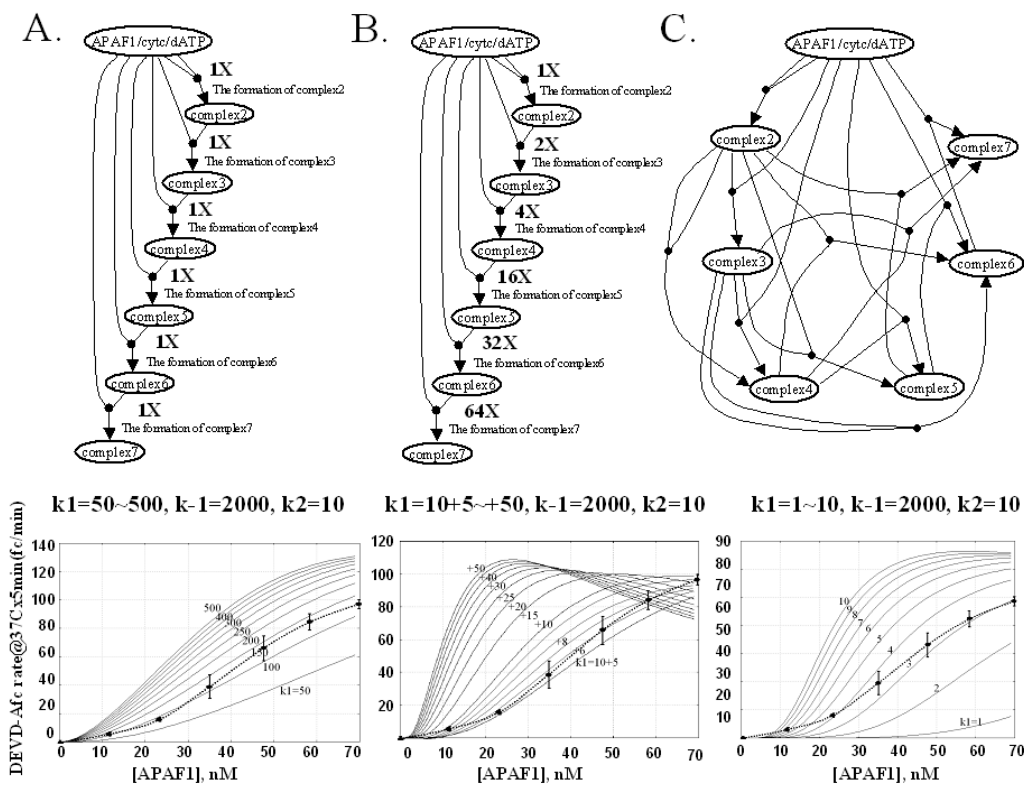 A.
APAF1/cytc/dATP
1X
The formation of complex2
complex2
1X
The formation of complex3
complex3
1X
The formation of complex4
complex4
1X
The formation of complex5
complex5
1X
The formation of complex6
complex6
1X
The formation of complex7
complex7
B.
APAF1/cytc/dATP
1X
The formation of complex2
complex2
2X
The formation of complex3
complex3
4X
The formation of complex4
complex4
16X
The formation of complex5
complex5
32X
The formation of complex6
complex6
64X
The formation of complex7
complex7
C.
APAF1/cytc/dATP
complex2
complex7
complex3
complex6
complex4
complex5
k1=50~500, k-1=2000, k2=10
DEVD-Afc rate@37Cx5min(fc/min)
140
120
100
80
60
40
20
0
500
400
300
250
200
150
100
k1=50
0 10 20 30 40 50 60 70
[APAF1], nM
k1=10+5~+50, k-1=2000, k2=10
120
100
80
60
40
20
+50
+40
+30
+25
+20
+15
+10
+8
+6
k1=10+5
0 10 20 30 40 50 60 70
[APAF1], nM
k1=1~10, k-1=2000, k2=10
90
80
70
60
50
40
30
20
10
10
9
8
7
6
5
4
3
2
k1=1
0 10 20 30 40 50 60 70
[APAF1], nM